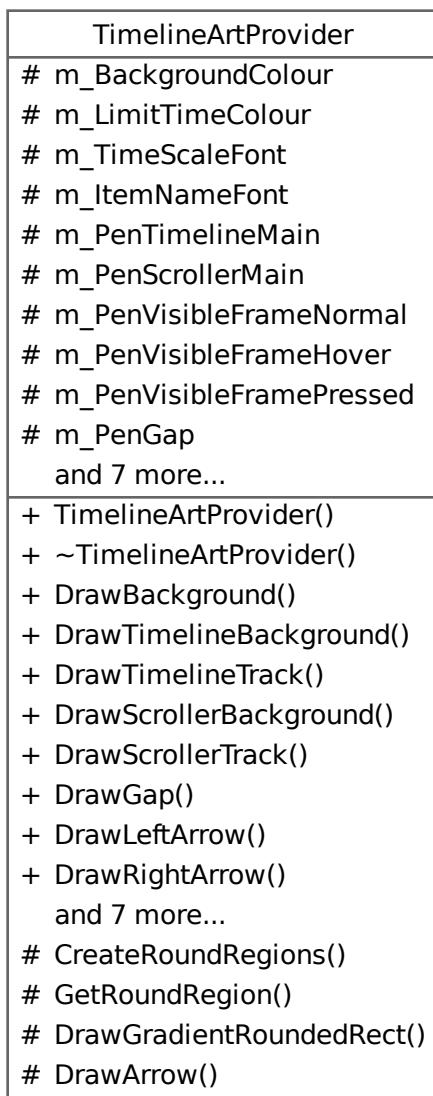 TimelineArtProvider
# m_BackgroundColour
# m_LimitTimeColour
# m_TimeScaleFont
# m_ItemNameFont
# m_PenTimelineMain
# m_PenScrollerMain
# m_PenVisibleFrameNormal
# m_PenVisibleFrameHover
# m_PenVisibleFramePressed
# m_PenGap
and 7 more...
+ TimelineArtProvider()
+ ~TimelineArtProvider()
+ DrawBackground()
+ DrawTimelineBackground()
+ DrawTimelineTrack()
+ DrawScrollerBackground()
+ DrawScrollerTrack()
+ DrawGap()
+ DrawLeftArrow()
+ DrawRightArrow()
and 7 more...
# CreateRoundRegions()
# GetRoundRegion()
# DrawGradientRoundedRect()
# DrawArrow()